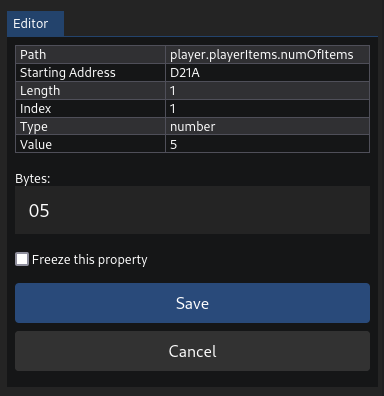 Editor
Path player.playerItems.numOfItems
Starting Address D21A
Length 1
Index 1
Type number
Value 5
Bytes:
05
Freeze this property
Save
Cancel